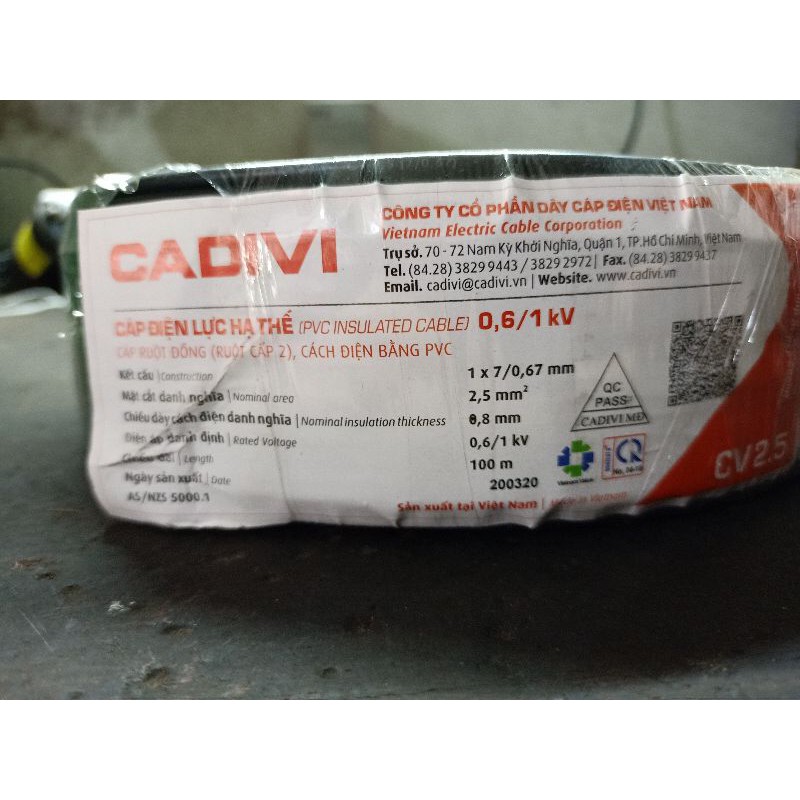 CADIVI
CÔNG TY CỔ PHẦN DÂY CÁP ĐIỆN VIỆT NAM
Vietnam Electric Cable Corporation
Trụ sở. 70 - 72 Nam Kỳ Khởi Nghĩa, Quận 1, TP.Hồ Chí Minh, Việt Nam
Tel. (84.28) 3829 9443 / 3829 2972 | Fax. (84.28) 3829 9437
Email. cadivi@cadivi.vn | Website. www.cadivi.vn
CÁP ĐIỆN LỰC HẠ THẾ (PVC INSULATED CABLE) 0,6/1 kV
CÁP RUỘT ĐỒNG (RUỘT CẤP 2), CÁCH ĐIỆN BẰNG PVC
Kết cấu | Construction 1 x 7/0,67 mm
Mặt cắt danh nghĩa | Nominal area 2,5 mm²
Chiều dày cách điện danh nghĩa | Nominal insulation thickness 0,8 mm
Điện áp danh định | Rated Voltage 0,6/1 kV
dài | Length 100 m
Ngày sản xuất | Date 200320
AS/NZS 5000.1
QC
PASS
CADIVI MĐ
CV 2.5
Sản xuất tại Việt Nam | Made in Vietnam